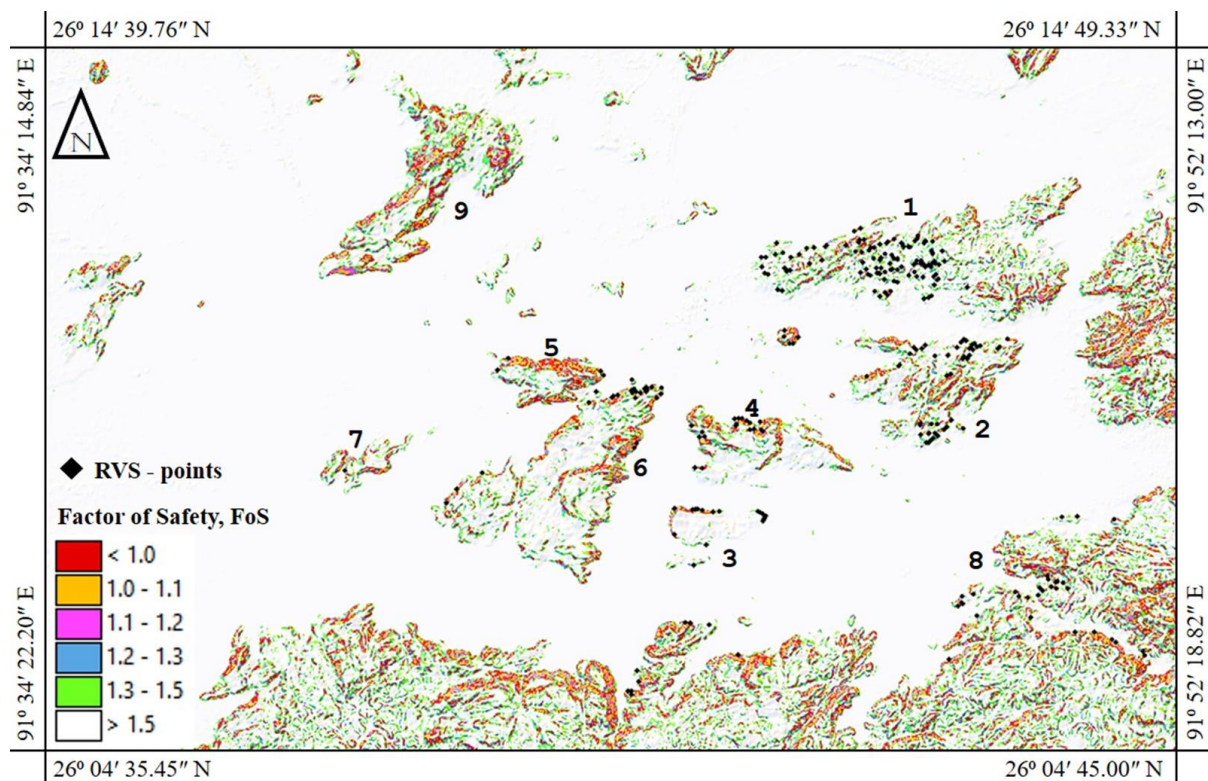 26º 14′ 39.76″ N
26º 14′ 49.33″ N
91º 34′ 14.84″ E
91º 52′ 13.00″ E
N
1
9
5
4
2
7
6
RVS - points
3
8
Factor of Safety, FoS
< 1.0
1.0 - 1.1
1.1 - 1.2
1.2 - 1.3
1.3 - 1.5
> 1.5
91º 34′ 22.20″ E
91º 52′ 18.82″ E
26º 04′ 35.45″ N
26º 04′ 45.00″ N